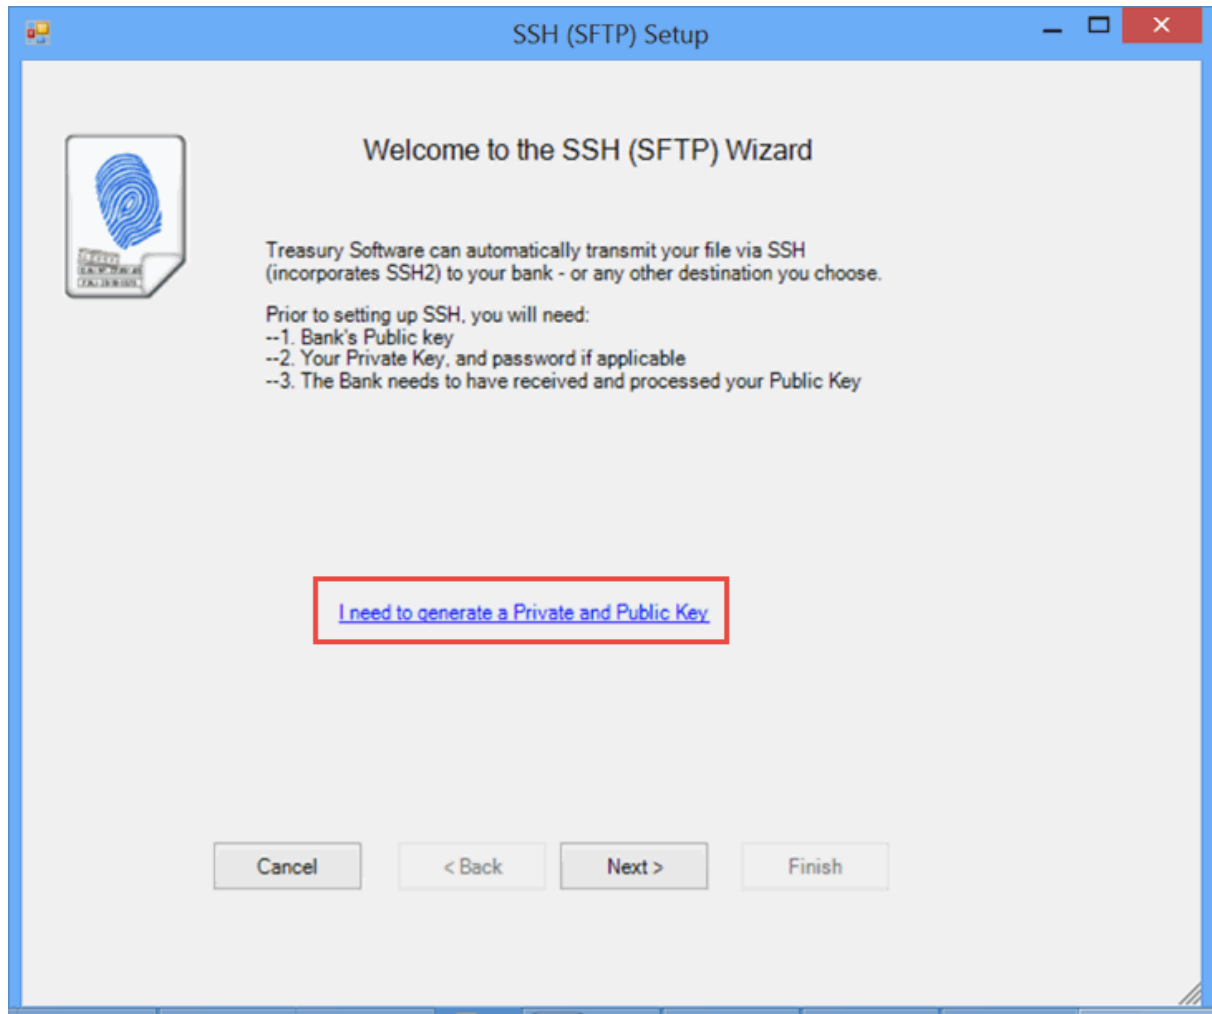 SSH (SFTP) Setup
Welcome to the SSH (SFTP) Wizard
Treasury Software can automatically transmit your file via SSH
(incorporates SSH2) to your bank - or any other destination you choose.
Prior to setting up SSH, you will need:
--1. Bank's Public key
--2. Your Private Key, and password if applicable
--3. The Bank needs to have received and processed your Public Key
I need to generate a Private and Public Key
Cancel
< Back
Next >
Finish